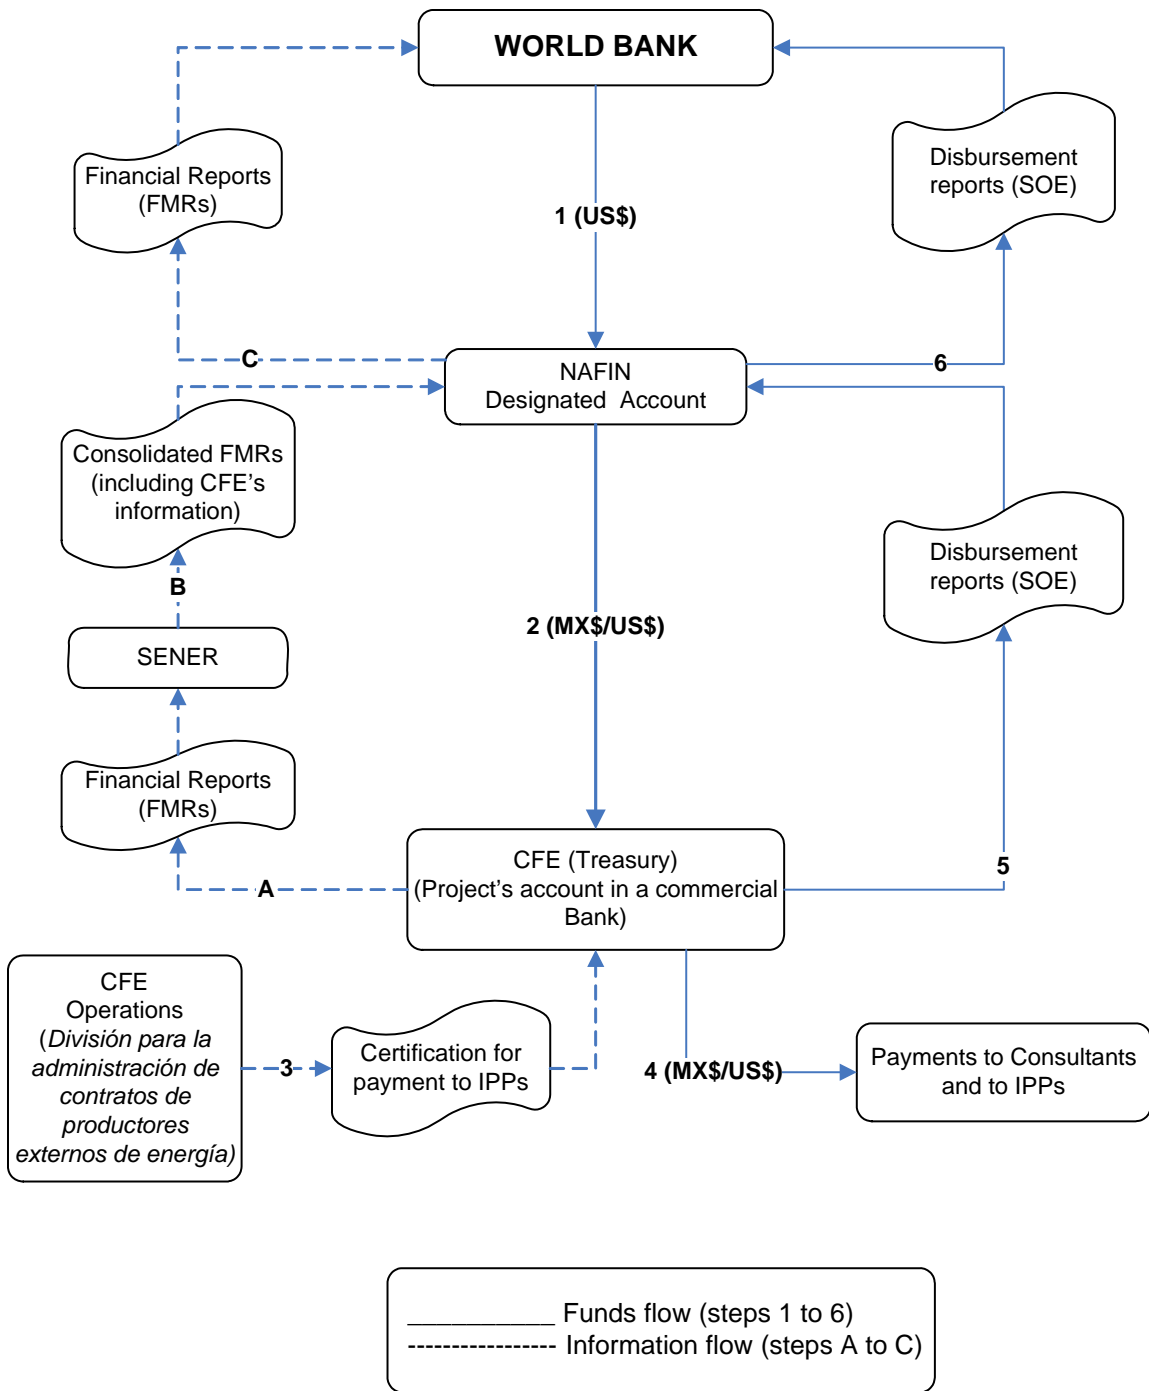 WORLD BANK
Financial Reports
(FMRs)
Disbursement
reports (SOE)
1 (US$)
C
6
NAFIN
Designated Account
Consolidated FMRs
(including CFE's
information)
Disbursement
reports (SOE)
B
2 (MX$/US$)
SENER
Financial Reports
(FMRs)
A
CFE (Treasury)
(Project's account in a commercial
Bank)
5
CFE
Operations
(División para la
administración de
contratos de
productores
externos de energía)
3
Certification for
payment to IPPs
4 (MX$/US$)
Payments to Consultants
and to IPPs
__________ Funds flow (steps 1 to 6)
----------------- Information flow (steps A to C)